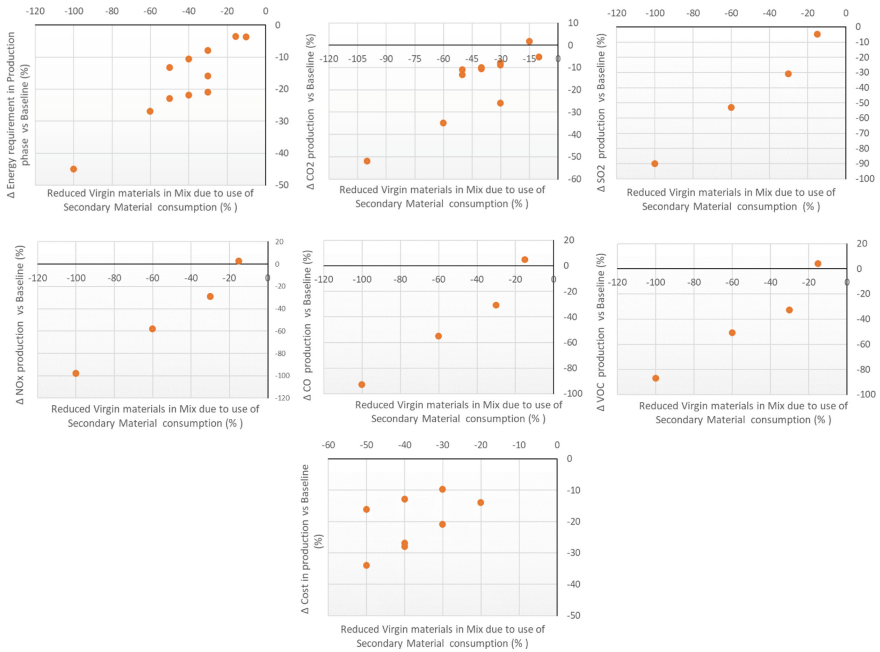 -100 -80 -60 -40 -20 0
0
-10
-20
-30
-40
-50
Δ Energy requirement in Production
phase vs Baseline (%)
Reduced Virgin materials in Mix due to use of
Secondary Material consumption (% )
10
0
-10
-20
-30
-40
-50
-60
-120 -105 -90 -75 -60 -45 -30 -15 0
Δ CO2 production vs Baseline (%)
Reduced Virgin materials in Mix due to use of
Secondary Material consumption (% )
-120 -100 -80 -60 -40 -20 0
0
-10
-20
-30
-40
-50
-60
-70
-80
-90
-100
Δ SO2 production vs Baseline (%)
Reduced Virgin materials in Mix due to use of
Secondary Material consumption (% )
20
0
-20
-40
-60
-80
-100
-120
-120 -100 -80 -60 -40 -20 0
Δ NOx production vs Baseline (%)
Reduced Virgin materials in Mix due to use of
Secondary Material consumption (% )
20
0
-20
-40
-60
-80
-100
-120 -100 -80 -60 -40 -20 0
Δ CO production vs Baseline (%)
Reduced Virgin materials in Mix due to use of
Secondary Material consumption (% )
20
0
-20
-40
-60
-80
-100
-120 -100 -80 -60 -40 -20 0
Δ VOC production vs Baseline (%)
Reduced Virgin materials in Mix due to use of
Secondary Material consumption (% )
-60 -50 -40 -30 -20 -10 0
0
-10
-20
-30
-40
-50
Δ Cost in production vs Baseline
(%)
Reduced Virgin materials in Mix due to use of
Secondary Material consumption (% )